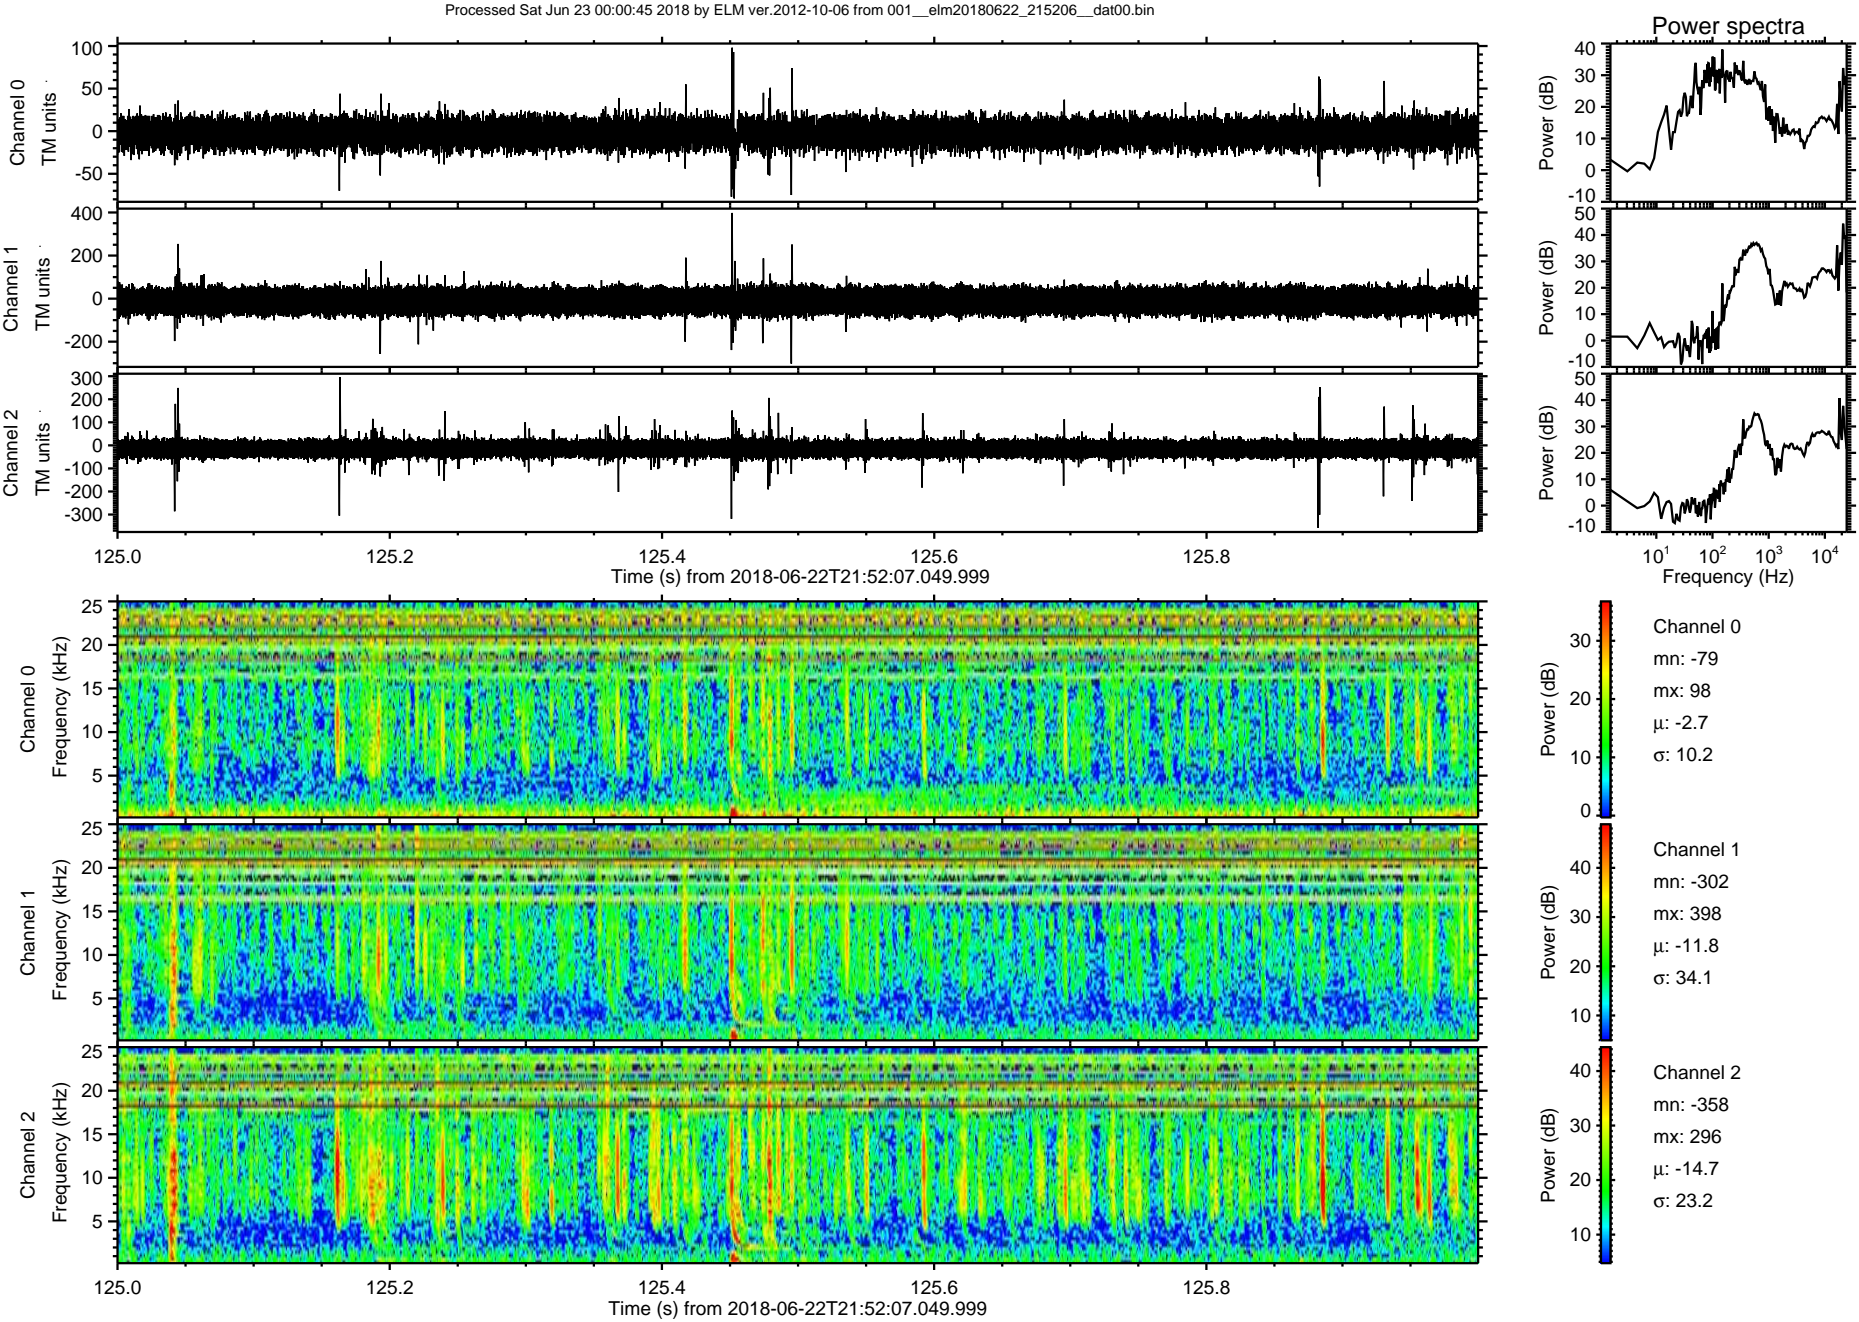 Processed Sat Jun 23 00:00:45 2018 by ELM ver.2012-10-06 from 001__elm20180622_215206__dat00.bin
Power spectra
Channel 0
TM units
100
50
0
-50
Power (dB)
40
30
20
10
0
-10
Channel 1
TM units
400
200
0
-200
Power (dB)
50
40
30
20
10
0
-10
Channel 2
TM units
300
200
100
0
-100
-200
-300
Power (dB)
50
40
30
20
10
0
-10
125.0 125.2 125.4 125.6 125.8
Time (s) from 2018-06-22T21:52:07.049.999
10^1 10^2 10^3 10^4
Frequency (Hz)
Channel 0
Frequency (kHz)
25
20
15
10
5
Power (dB)
30
20
10
0
Channel 0
mn: -79
mx: 98
μ: -2.7
σ: 10.2
Channel 1
Frequency (kHz)
25
20
15
10
5
Power (dB)
40
30
20
10
Channel 1
mn: -302
mx: 398
μ: -11.8
σ: 34.1
Channel 2
Frequency (kHz)
25
20
15
10
5
Power (dB)
40
30
20
10
Channel 2
mn: -358
mx: 296
μ: -14.7
σ: 23.2
125.0 125.2 125.4 125.6 125.8
Time (s) from 2018-06-22T21:52:07.049.999